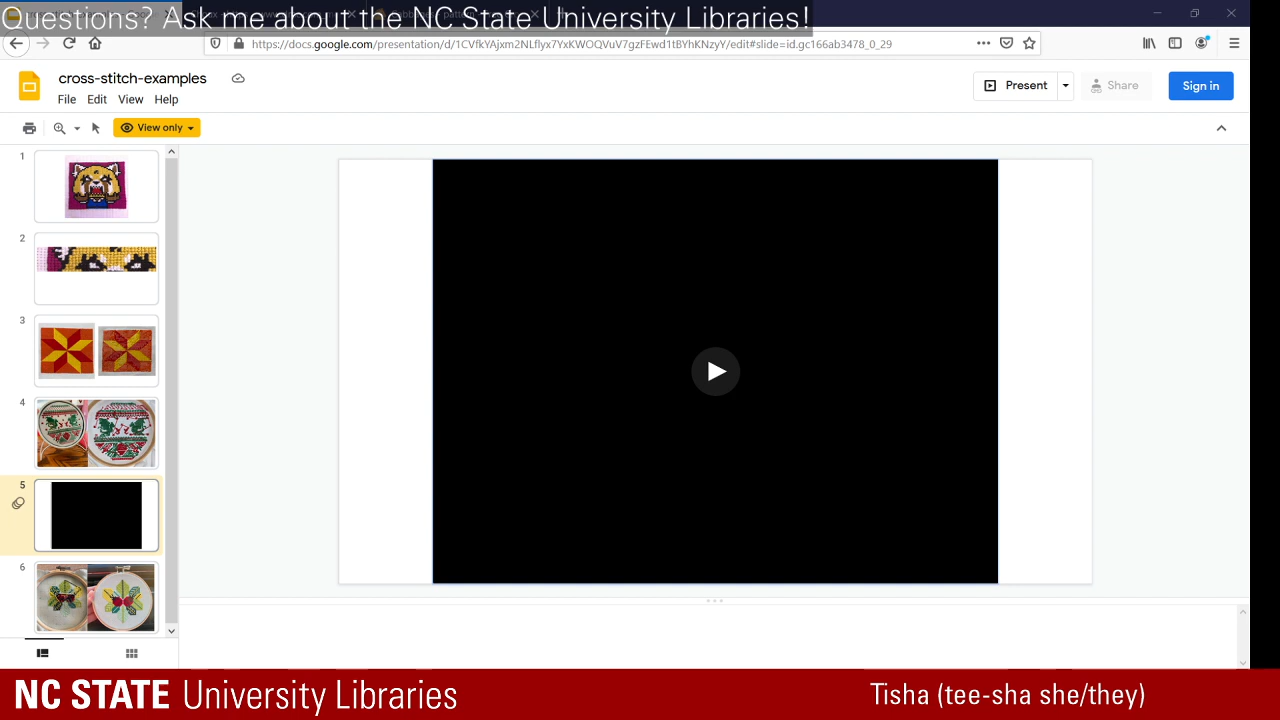 Questions? Ask me about the NC State University Libraries!
https://docs.google.com/presentation/d/1CVfkYAjxm2NLflyx7YxKWOQVuV7gzFEwd1tBYhKNzyY/edit#slide=id.gc166ab3478_0_29
cross-stitch-examples
File Edit View Help
Present
Share
Sign in
View only
1
2
3
4
5
6
NC STATE University Libraries
Tisha (tee-sha she/they)